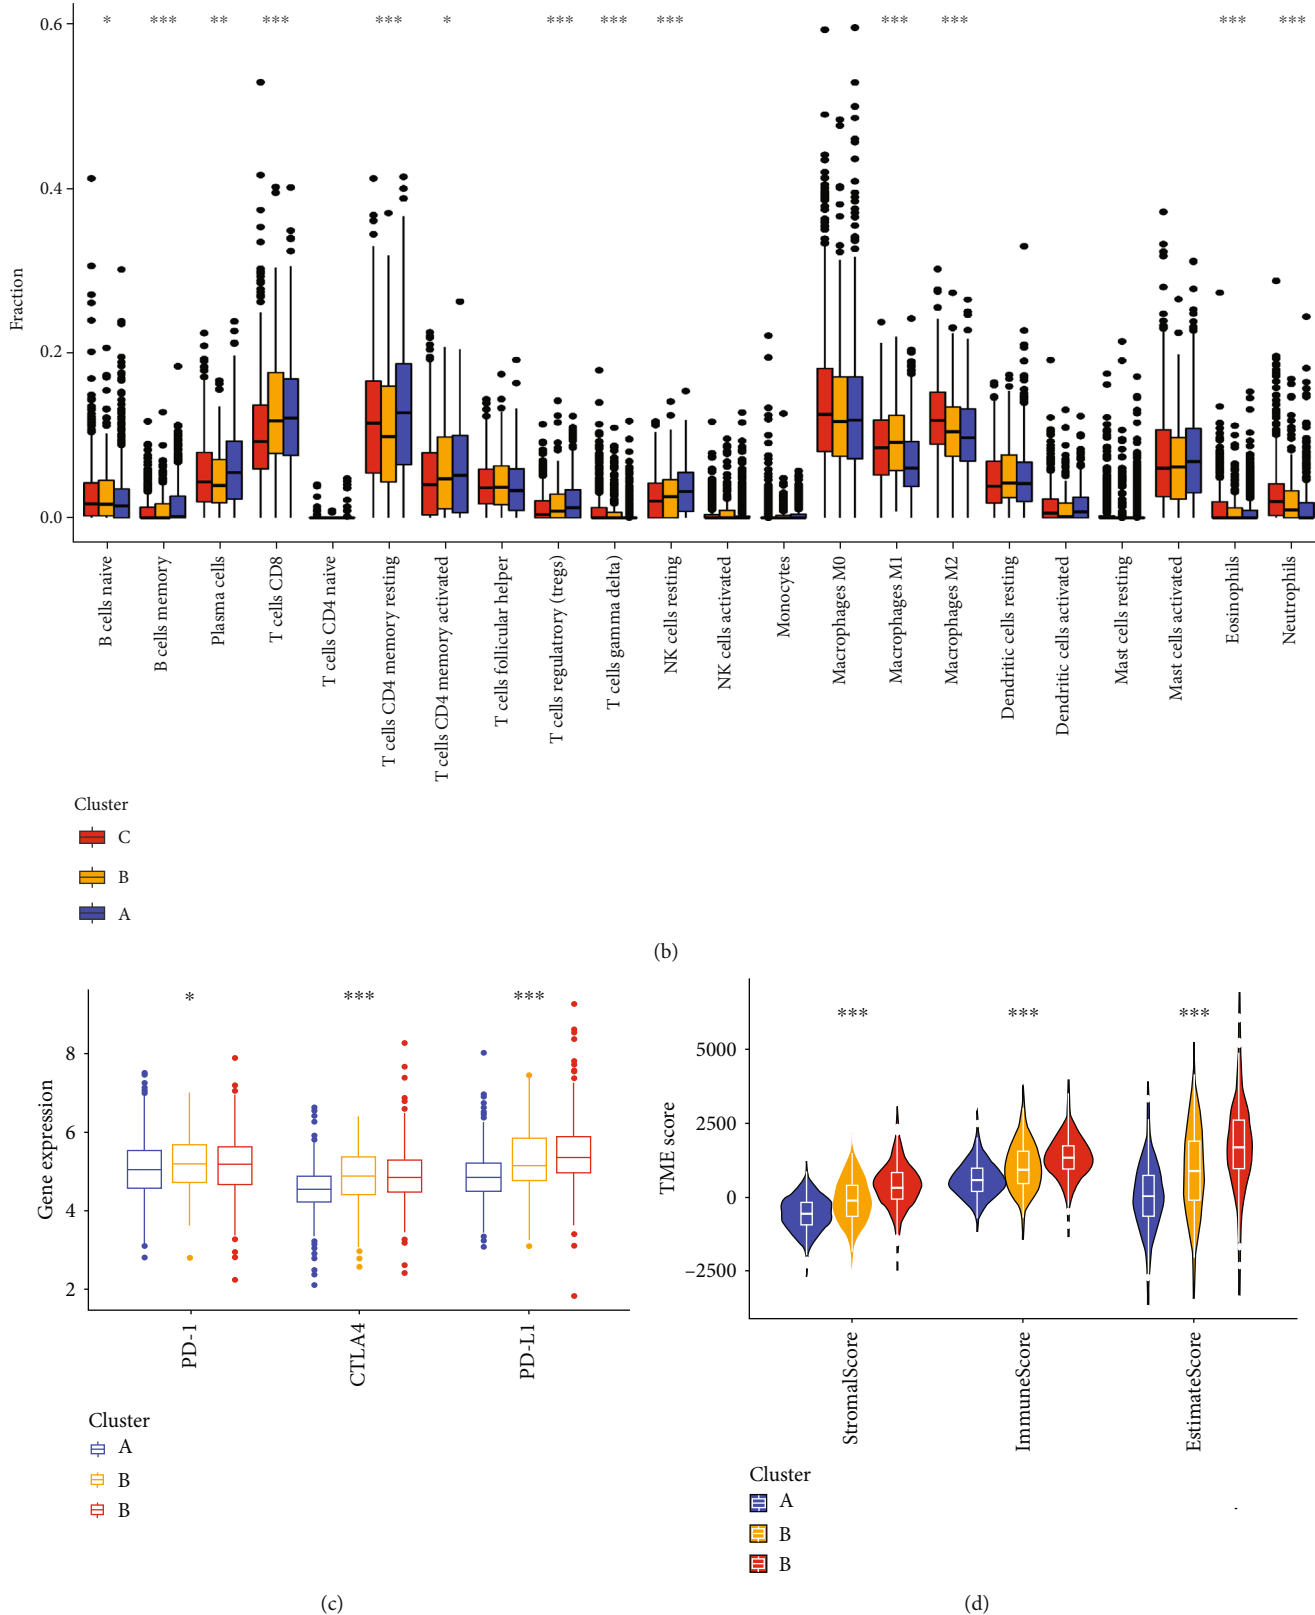 * *** ** *** *** * *** *** *** *** *** *** ***
0.6
0.4
0.2
0.0
Fraction
B cells naive
B cells memory
Plasma cells
T cells CD8
T cells CD4 naive
T cells CD4 memory resting
T cells CD4 memory activated
T cells follicular helper
T cells regulatrory (tregs)
T cells gamma delta)
NK cells resting
NK cells activated
Monocytes
Macrophages M0
Macrophages M1
Macrophages M2
Dendritic cells resting
Dendritic cells activated
Mast cells resting
Mast cells activated
Eosinophils
Neutrophils
Cluster
C
B
A
(b)
* *** ***
8
6
4
2
Gene expression
PD-1
CTLA4
PD-L1
Cluster
A
B
B
(c)
*** *** ***
5000
2500
0
−2500
TME score
StromalScore
ImmuneScore
EstimateScore
Cluster
A
B
B
(d)